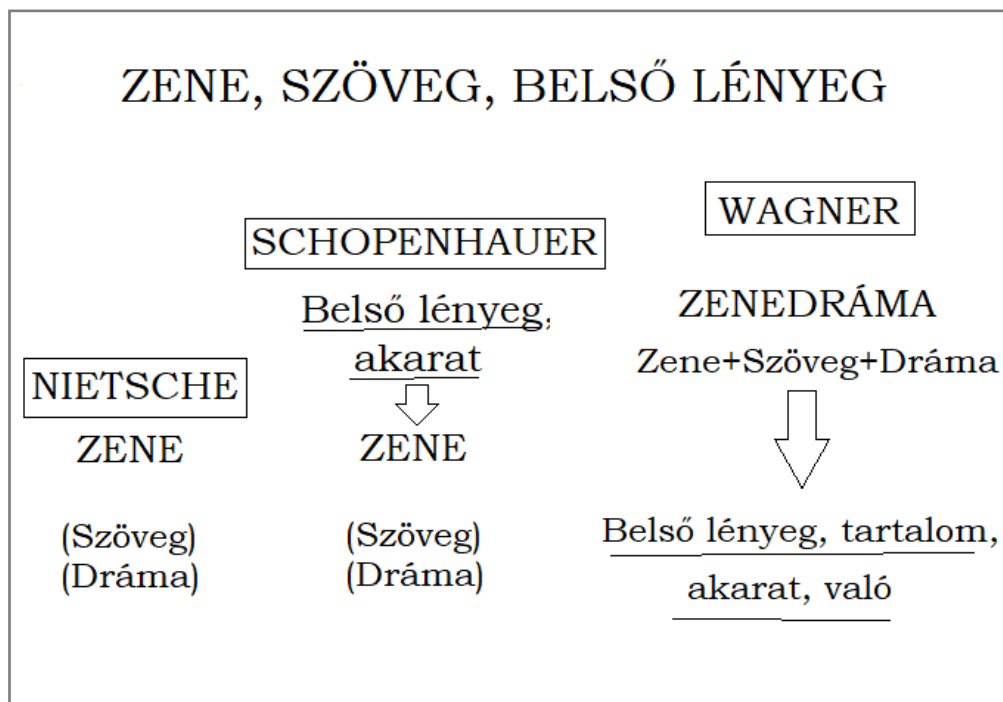 ZENE, SZÖVEG, BELSŐ LÉNYEG
NIETSCHE
ZENE
(Szöveg)
(Dráma)
SCHOPENHAUER
Belső lényeg,
akarat
ZENE
(Szöveg)
(Dráma)
WAGNER
ZENEDRÁMA
Zene+Szöveg+Dráma
Belső lényeg, tartalom,
akarat, való